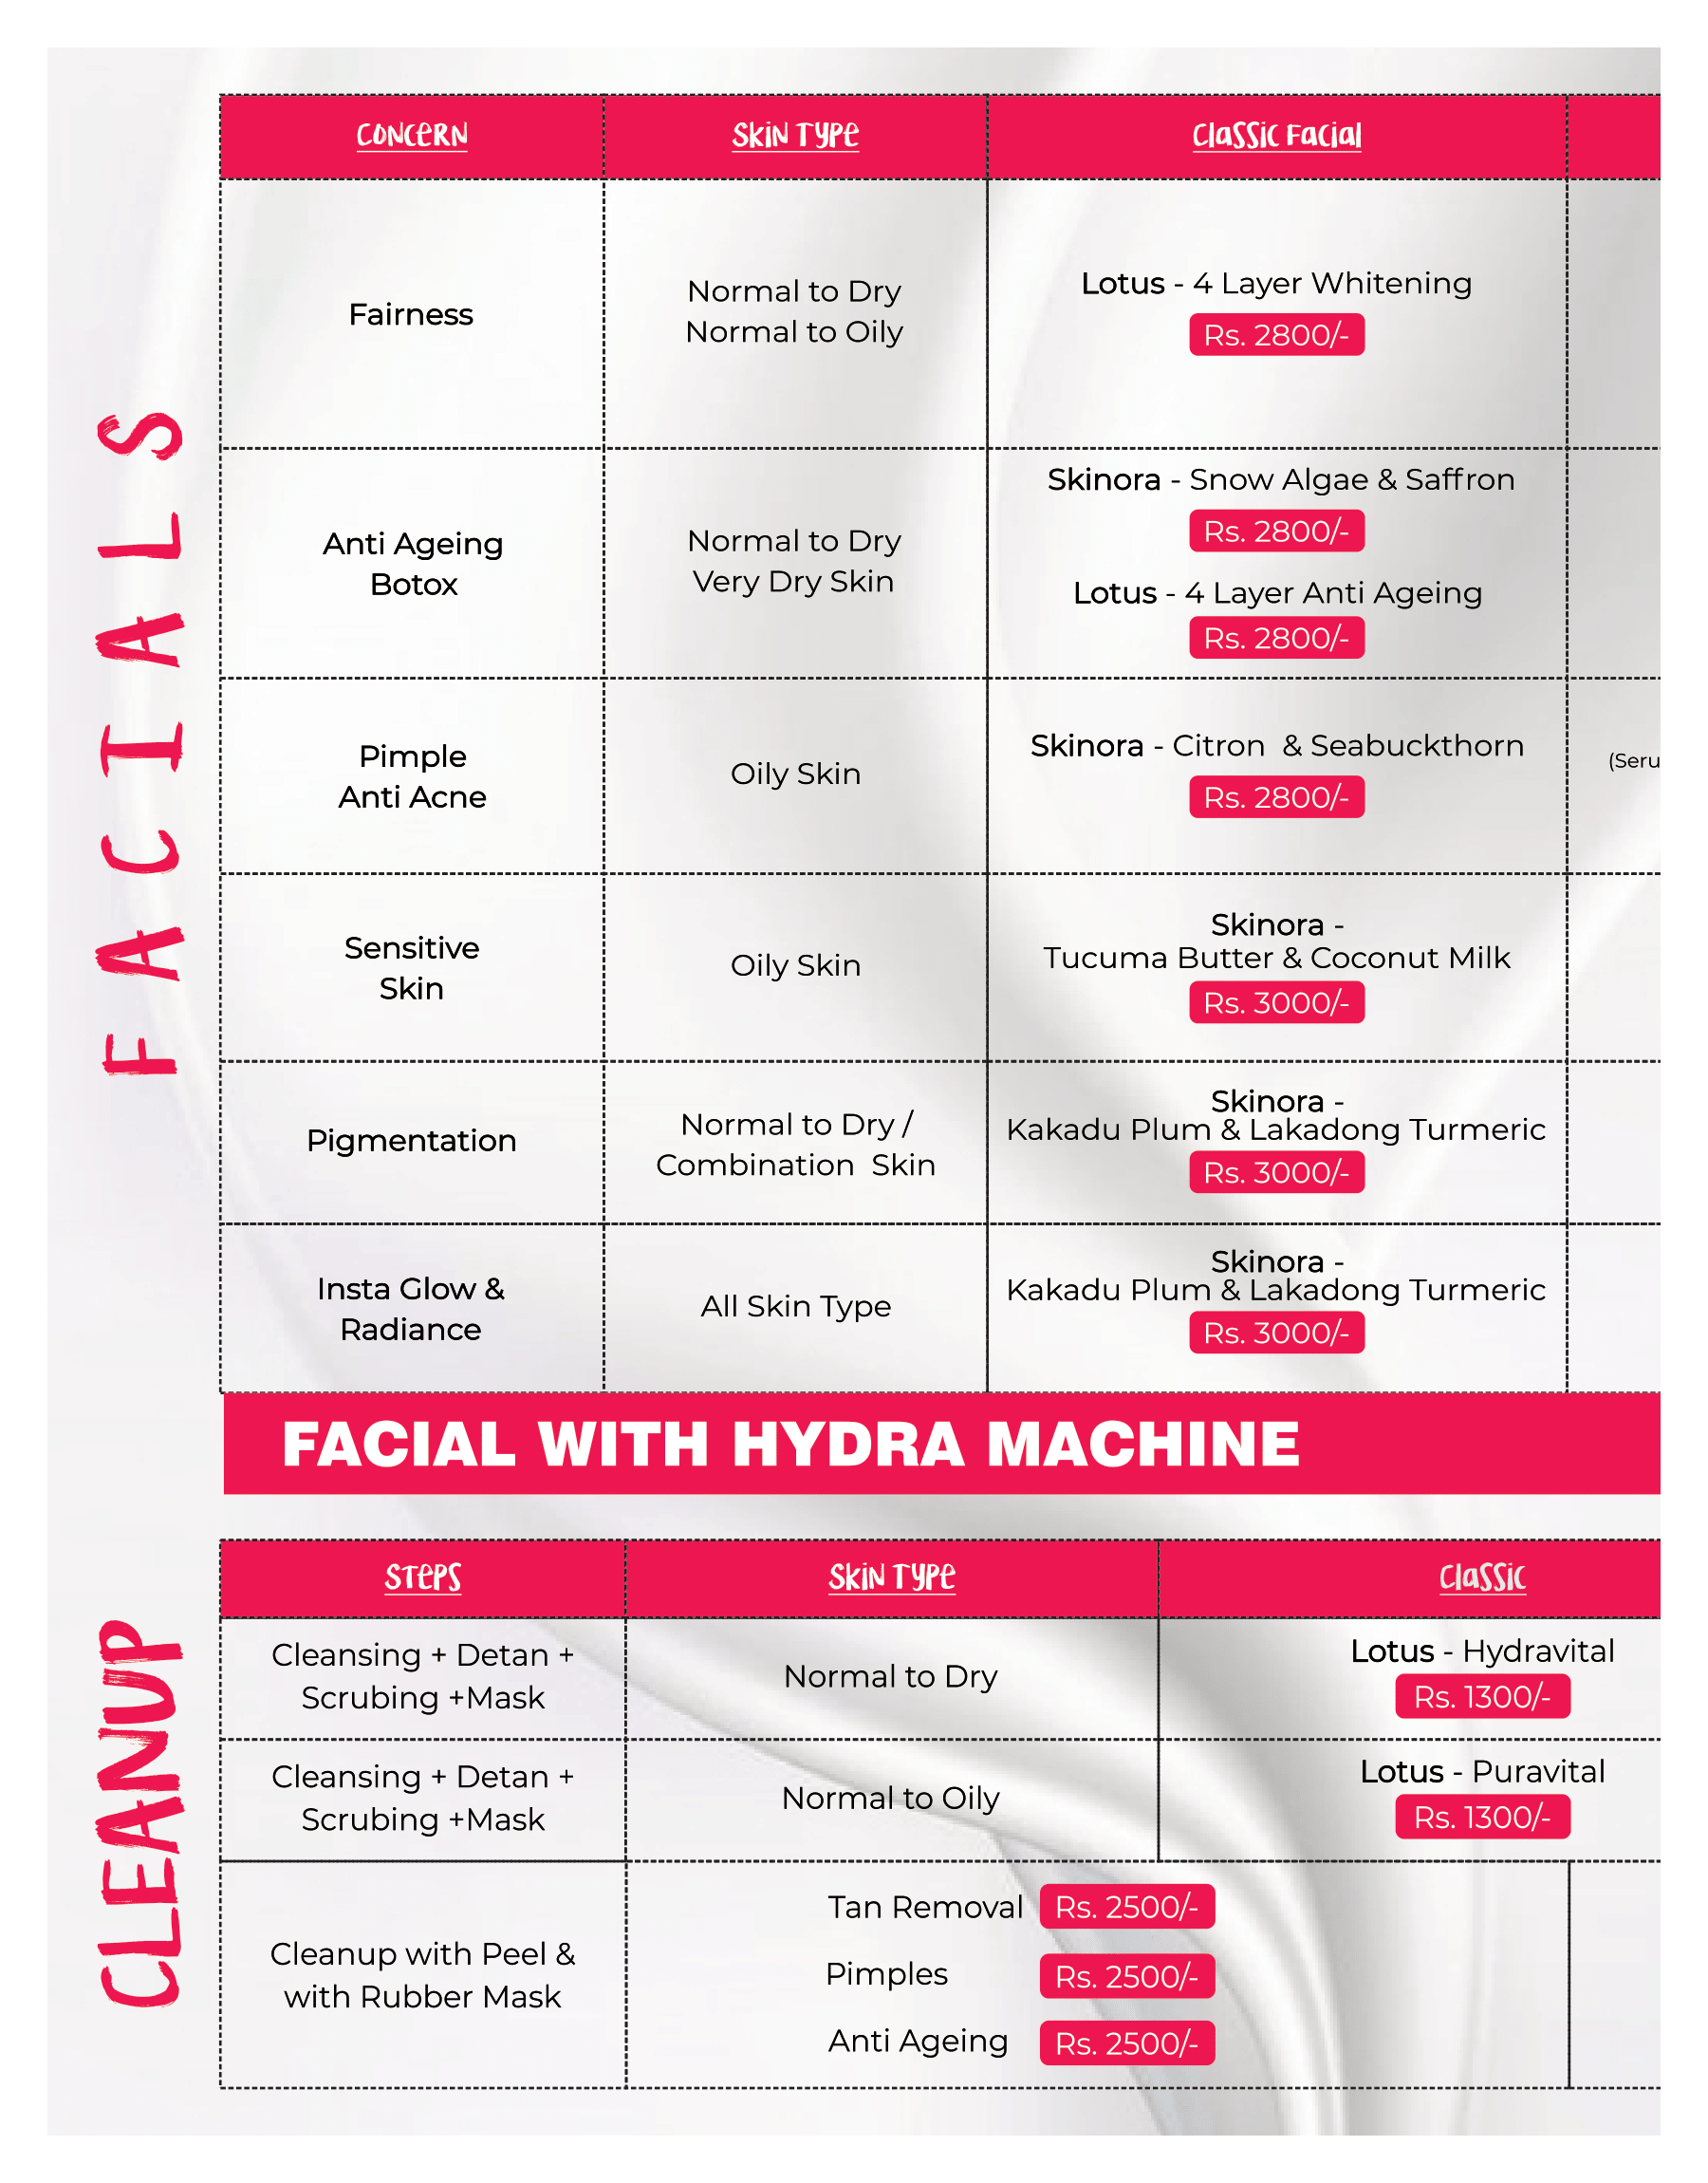 FACIALS
CONCERN
SKIN TYPE
Classic Facial
Fairness
Normal to Dry
Normal to Oily
Lotus - 4 Layer Whitening
Rs. 2800/-
Anti Ageing
Botox
Normal to Dry
Very Dry Skin
Skinora - Snow Algae & Saffron
Rs. 2800/-
Lotus - 4 Layer Anti Ageing
Rs. 2800/-
Pimple
Anti Acne
Oily Skin
Skinora - Citron & Seabuckthorn
Rs. 2800/-
(Seru
Sensitive
Skin
Oily Skin
Skinora -
Tucuma Butter & Coconut Milk
Rs. 3000/-
Pigmentation
Normal to Dry /
Combination Skin
Skinora -
Kakadu Plum & Lakadong Turmeric
Rs. 3000/-
Insta Glow &
Radiance
All Skin Type
Skinora -
Kakadu Plum & Lakadong Turmeric
Rs. 3000/-
FACIAL WITH HYDRA MACHINE
CLEANUP
STEPS
SKIN TYPE
Classic
Cleansing + Detan +
Scrubing +Mask
Normal to Dry
Lotus - Hydravital
Rs. 1300/-
Cleansing + Detan +
Scrubing +Mask
Normal to Oily
Lotus - Puravital
Rs. 1300/-
Cleanup with Peel &
with Rubber Mask
Tan Removal Rs. 2500/-
Pimples Rs. 2500/-
Anti Ageing Rs. 2500/-